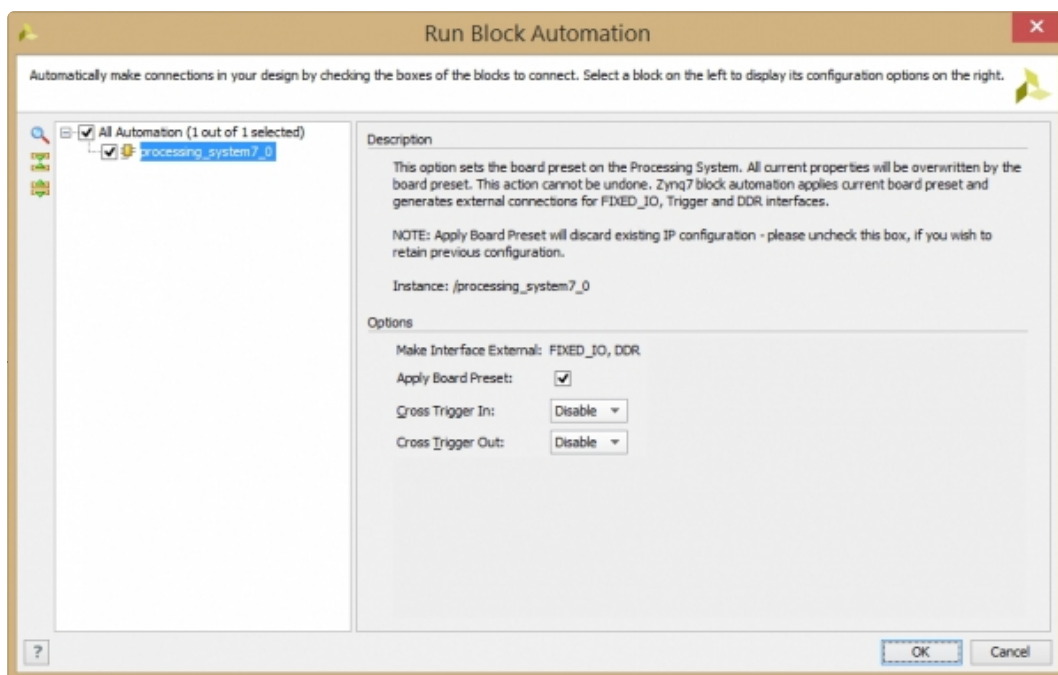 Run Block Automation
Automatically make connections in your design by checking the boxes of the blocks to connect. Select a block on the left to display its configuration options on the right.
All Automation (1 out of 1 selected)
processing_system7_0
Description
This option sets the board preset on the Processing System. All current properties will be overwritten by the
board preset. This action cannot be undone. Zynq7 block automation applies current board preset and
generates external connections for FIXED_IO, Trigger and DDR interfaces.
NOTE: Apply Board Preset will discard existing IP configuration - please uncheck this box, if you wish to
retain previous configuration.
Instance: /processing_system7_0
Options
Make Interface External: FIXED_IO, DDR
Apply Board Preset:
Cross Trigger In: Disable
Cross Trigger Out: Disable
? OK Cancel